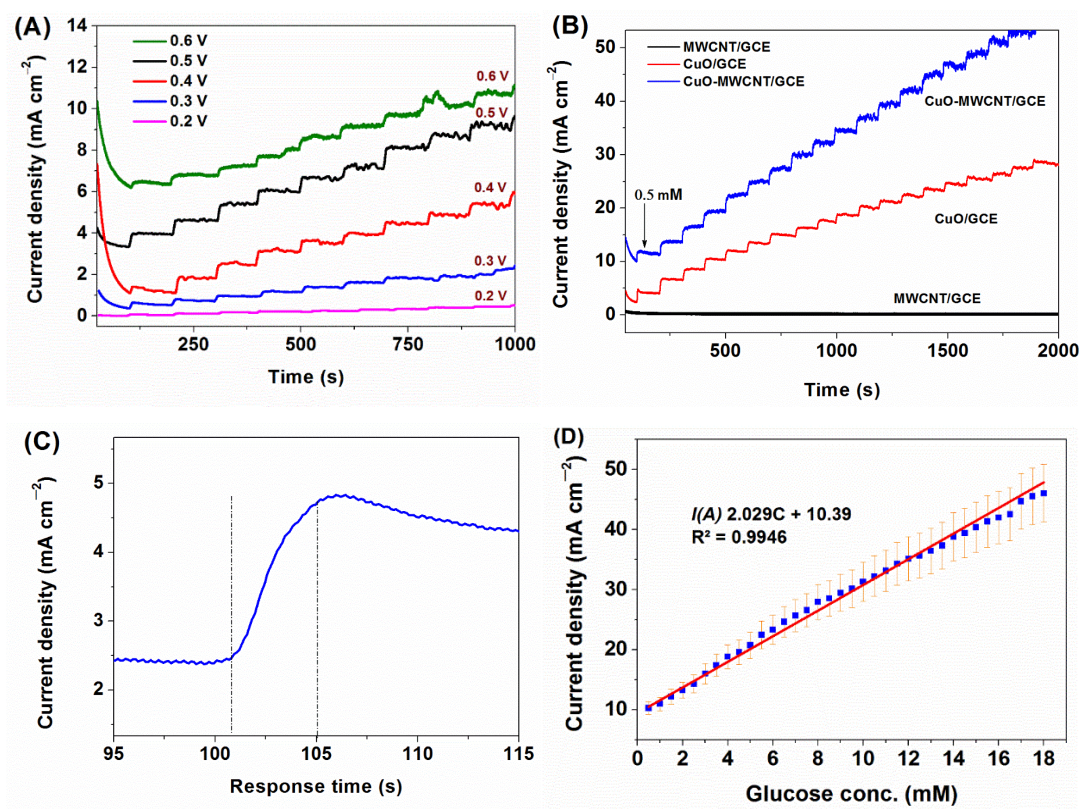 (A)
14
12
10
8
6
4
2
0
Current density (mA cm⁻²)
0.6 V
0.5 V
0.4 V
0.3 V
0.2 V
0.6 V
0.5 V
0.4 V
0.3 V
0.2 V
250 500 750 1000
Time (s)
(B)
50
40
30
20
10
0
Current density (mA cm⁻²)
MWCNT/GCE
CuO/GCE
CuO-MWCNT/GCE
CuO-MWCNT/GCE
0.5 mM
CuO/GCE
MWCNT/GCE
500 1000 1500 2000
Time (s)
(C)
5
4
3
2
Current density (mA cm⁻²)
95 100 105 110 115
Response time (s)
(D)
50
40
30
20
10
Current density (mA cm⁻²)
I(A) 2.029C + 10.39
R² = 0.9946
0 2 4 6 8 10 12 14 16 18
Glucose conc. (mM)